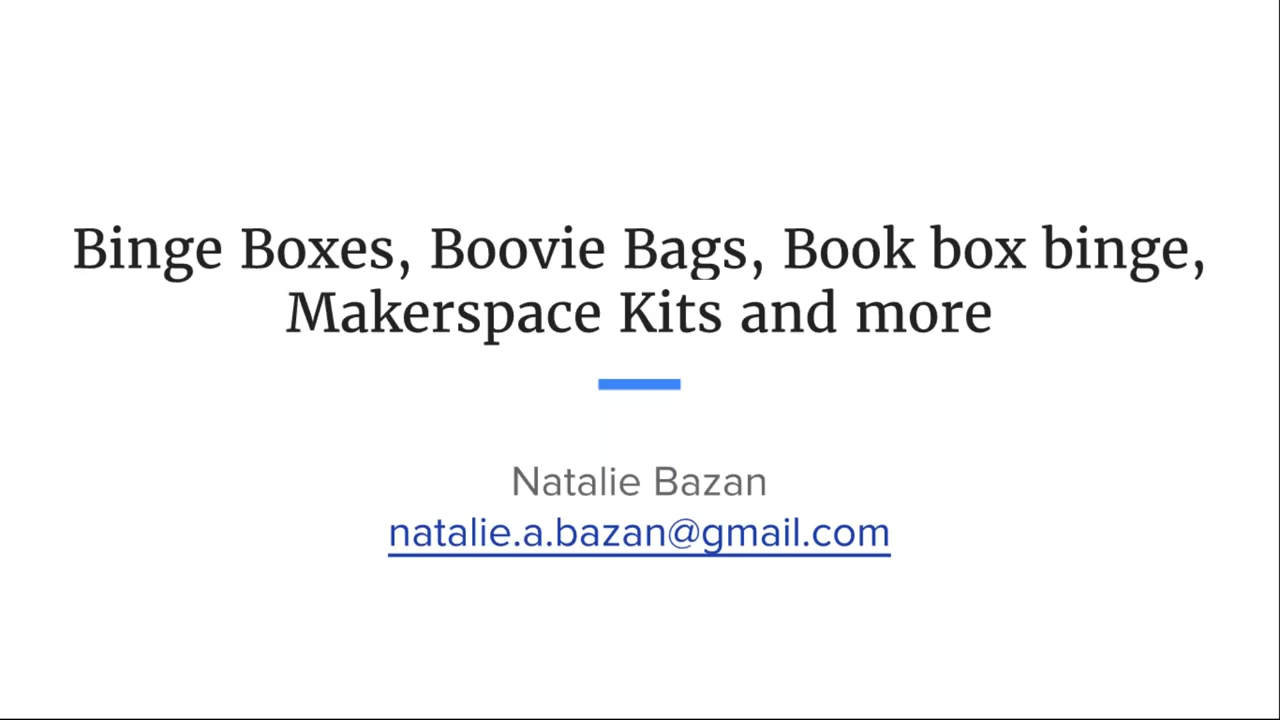 Binge Boxes, Boovie Bags, Book box binge,
Makerspace Kits and more
Natalie Bazan
natalie.a.bazan@gmail.com